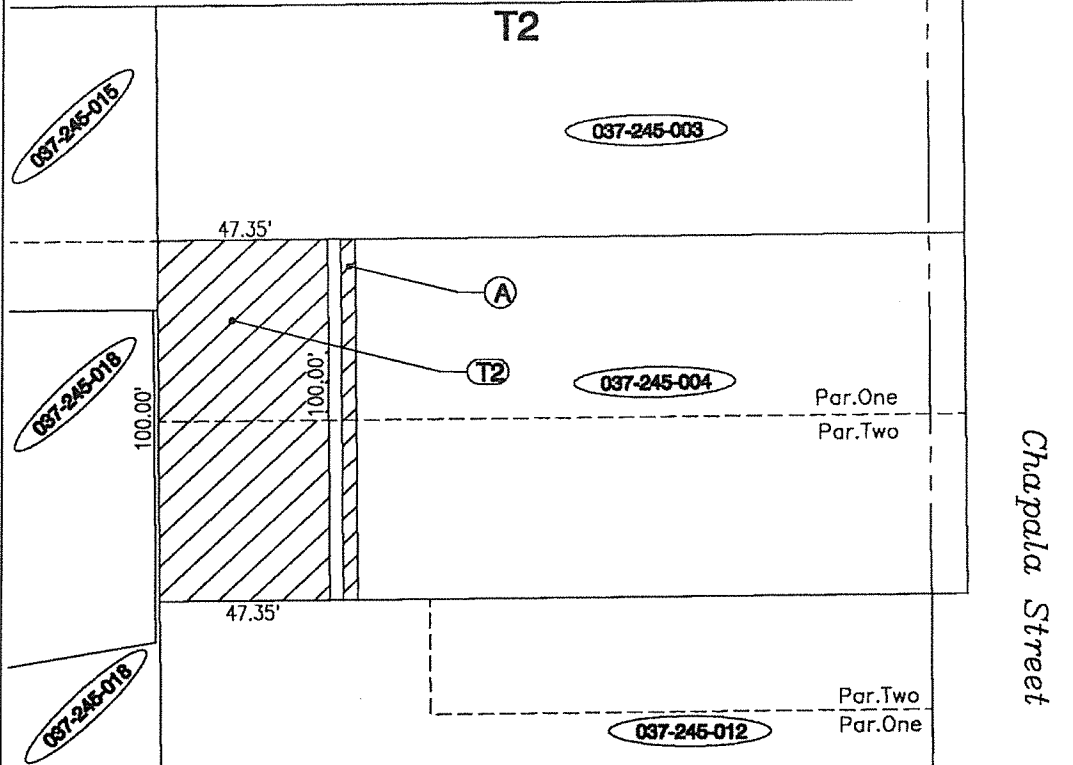 T2
037-245-015
037-245-003
47.35'
A
T2
037-245-004
037-245-018
100.00'
100.00'
Par.One
Par.Two
Chapala Street
47.35'
037-245-018
Par.Two
Par.One
037-245-012